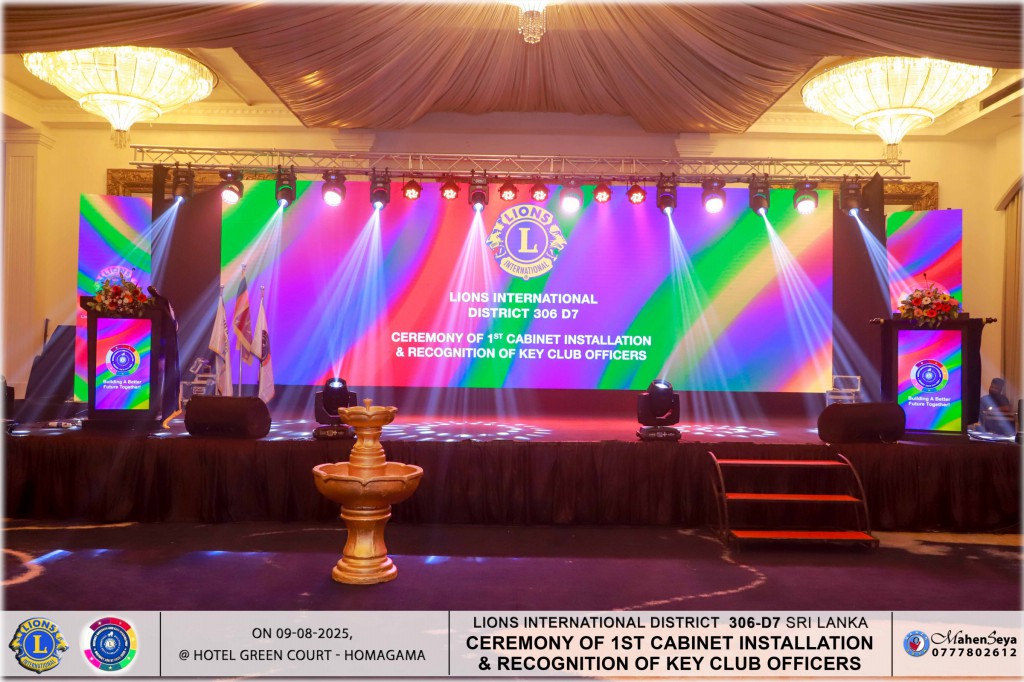 LIONS
L
INTERNATIONAL
LIONS INTERNATIONAL
DISTRICT 306 D7
CEREMONY OF 1ST CABINET INSTALLATION
& RECOGNITION OF KEY CLUB OFFICERS
Building A Better
Future Together!
Building A Better
Future Together!
LIONS
L
INTERNATIONAL
ON 09-08-2025,
@ HOTEL GREEN COURT - HOMAGAMA
LIONS INTERNATIONAL DISTRICT 306-D7 SRI LANKA
CEREMONY OF 1ST CABINET INSTALLATION
& RECOGNITION OF KEY CLUB OFFICERS
MahenSeya
0777802612